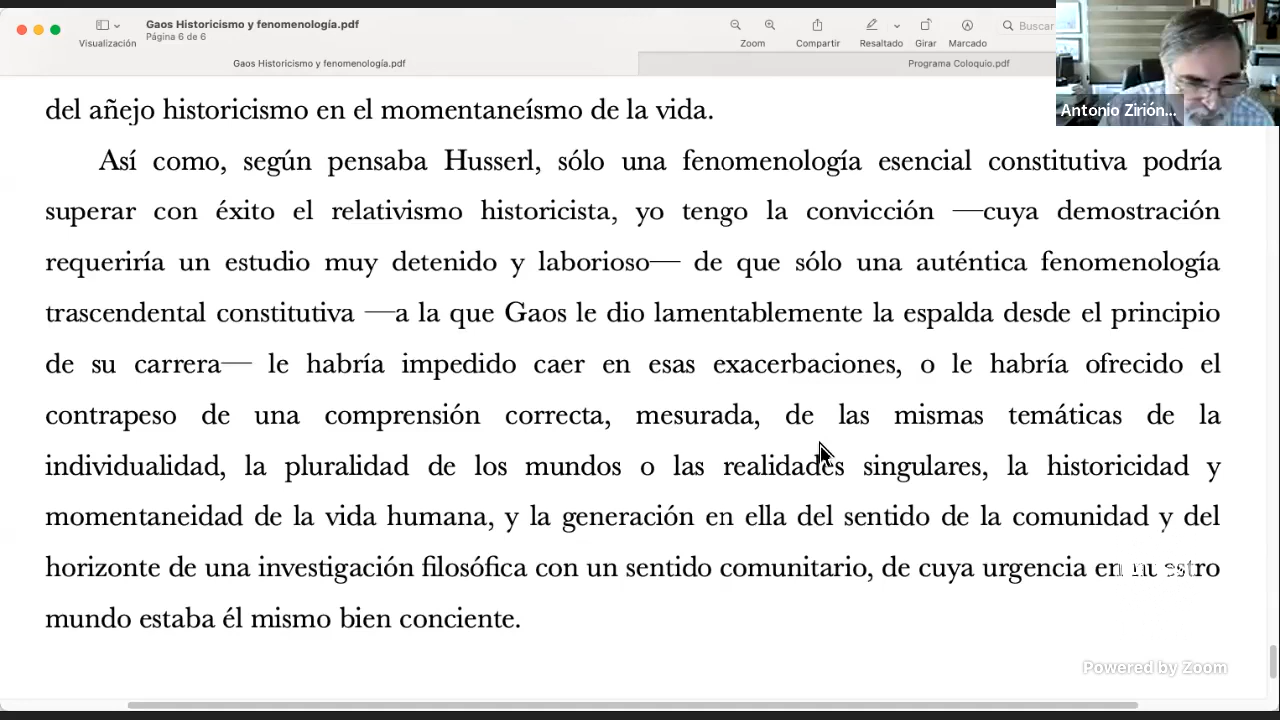 Gaos Historicismo y fenomenología.pdf
Página 6 de 6
Visualización
Zoom
Compartir
Resaltado
Girar
Marcado
Buscar
Gaos Historicismo y fenomenología.pdf
Programa Coloquio.pdf
Antonio Zirión...
del añejo historicismo en el momentaneísmo de la vida.
Así como, según pensaba Husserl, sólo una fenomenología esencial constitutiva podría
superar con éxito el relativismo historicista, yo tengo la convicción —cuya demostración
requeriría un estudio muy detenido y laborioso— de que sólo una auténtica fenomenología
trascendental constitutiva —a la que Gaos le dio lamentablemente la espalda desde el principio
de su carrera— le habría impedido caer en esas exacerbaciones, o le habría ofrecido el
contrapeso de una comprensión correcta, mesurada, de las mismas temáticas de la
individualidad, la pluralidad de los mundos o las realidades singulares, la historicidad y
momentaneidad de la vida humana, y la generación en ella del sentido de la comunidad y del
horizonte de una investigación filosófica con un sentido comunitario, de cuya urgencia en nuestro
mundo estaba él mismo bien conciente.
Powered by Zoom